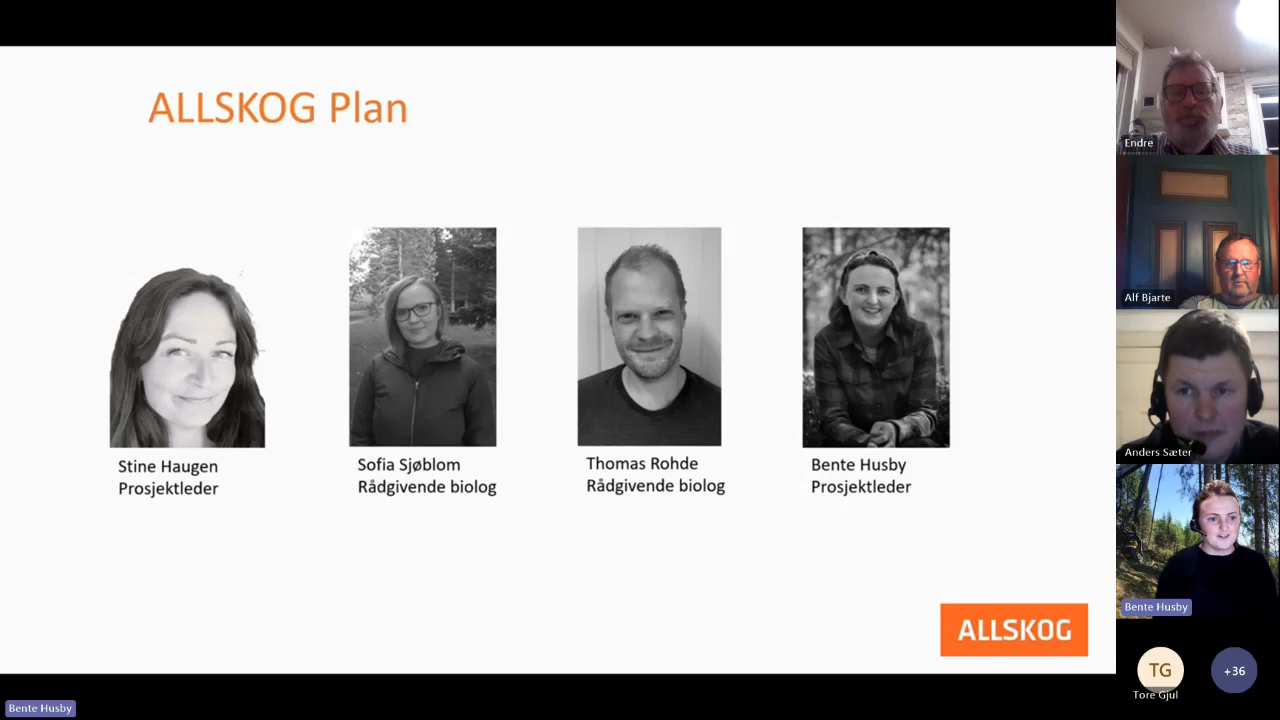 ALLSKOG Plan
Stine Haugen
Prosjektleder
Sofia Sjøblom
Rådgivende biolog
Thomas Rohde
Rådgivende biolog
Bente Husby
Prosjektleder
ALLSKOG
Endre
Alf Bjarte
Anders Sæter
Bente Husby
TG
Tore Gjul
+36
Bente Husby